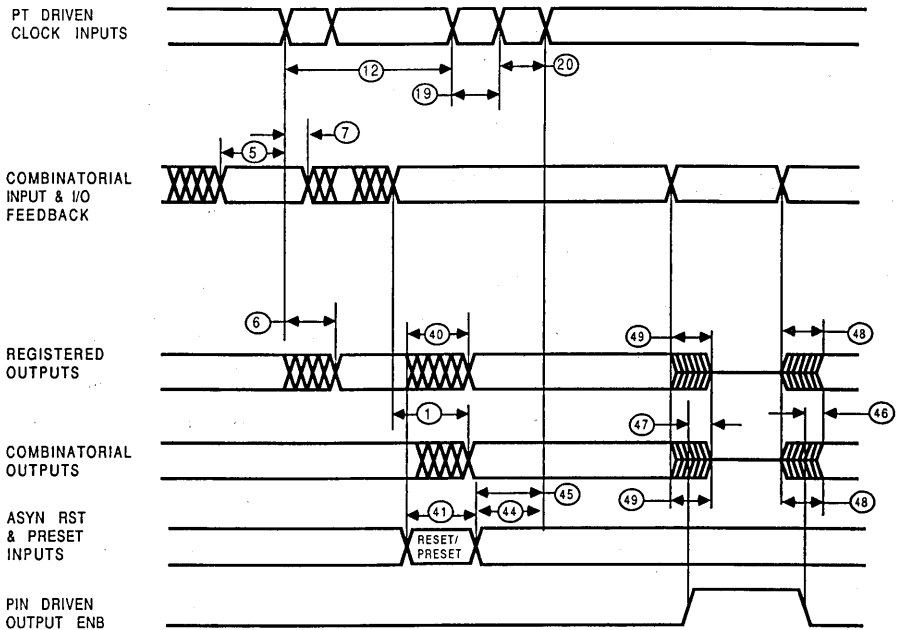 PT DRIVEN
CLOCK INPUTS
12
20
19
7
5
COMBINATORIAL
INPUT & I/O
FEEDBACK
6
40
49
48
REGISTERED
OUTPUTS
1
47
46
COMBINATORIAL
OUTPUTS
45
49
48
41
44
ASYN RST
& PRESET
INPUTS
RESET/
PRESET
PIN DRIVEN
OUTPUT ENB